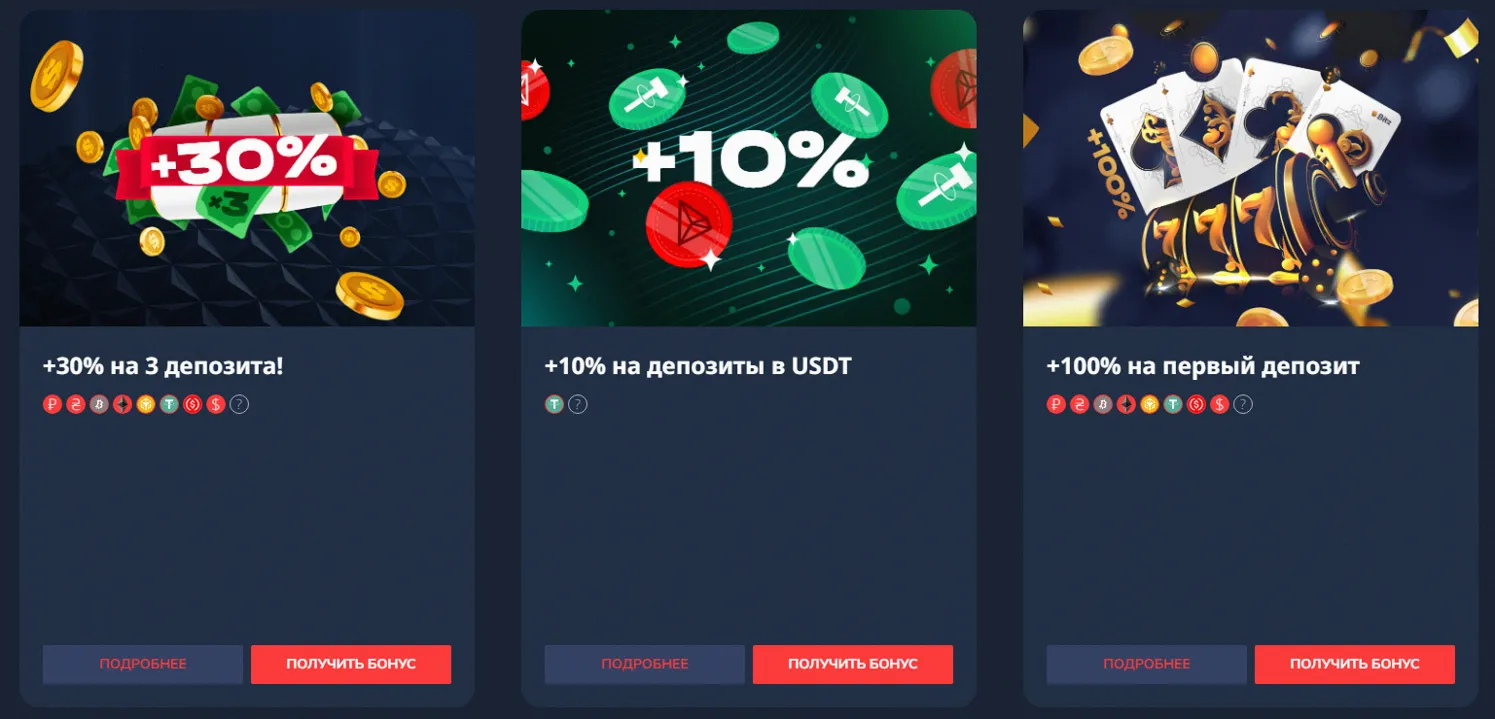 +30%
×3
+30% на 3 депозита!
ПОДРОБНЕЕ
ПОЛУЧИТЬ БОНУС
+10%
+10% на депозиты в USDT
ПОДРОБНЕЕ
ПОЛУЧИТЬ БОНУС
+100%
777
+100% на первый депозит
ПОДРОБНЕЕ
ПОЛУЧИТЬ БОНУС